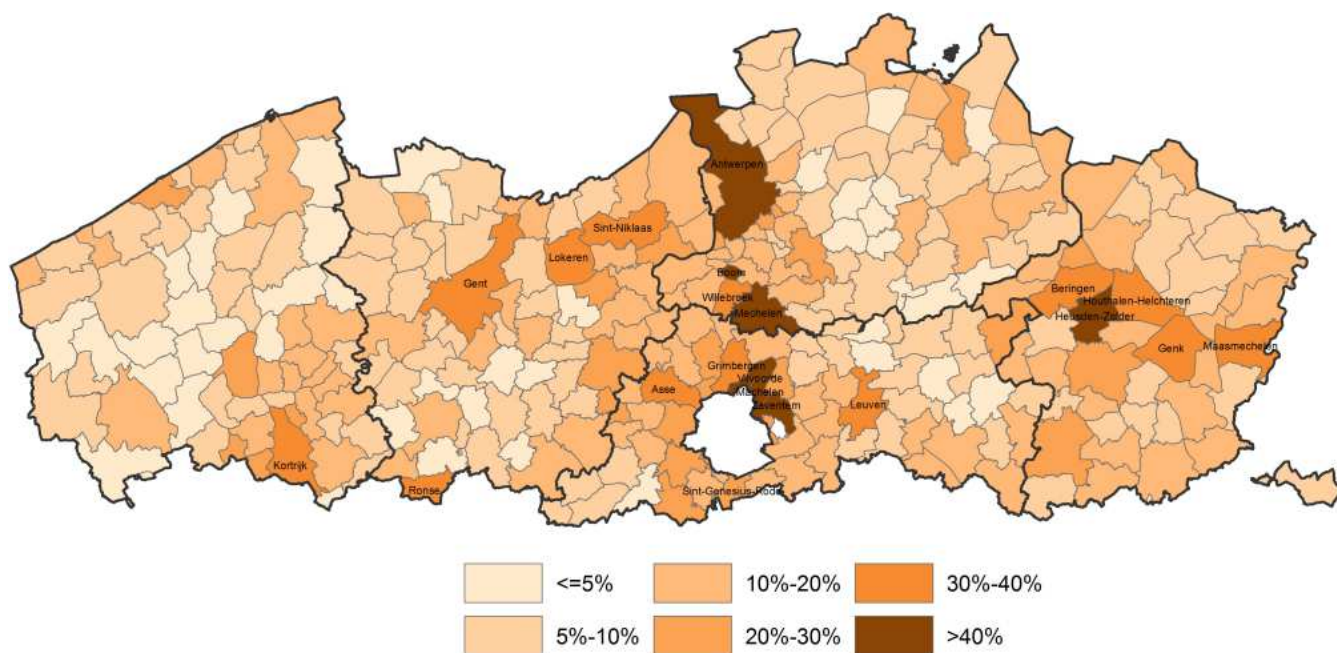 Antwerpen
Sint-Niklaas
Lokeren
Gent
Boom
Willebroek
Mechelen
Beringen
Houthalen-Helchteren
Heusden-Zolder
Genk
Maasmechelen
Grimbergen
Vilvoorde
Machelen
Zaventem
Asse
Leuven
Kortrijk
Ronse
Sint-Genesius-Rode
<=5%
10%-20%
30%-40%
5%-10%
20%-30%
>40%